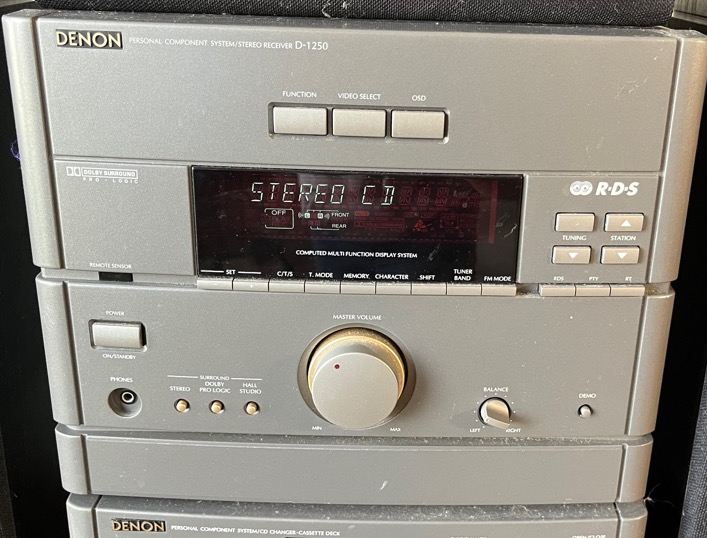 DENON PERSONAL COMPONENT SYSTEM/STEREO RECEIVER D-1250
FUNCTION VIDEO SELECT OSD
DOLBY SURROUND
PRO·LOGIC
R·D·S
STEREO CD
OFF FRONT
REAR
TUNING STATION
COMPUTED MULTI FUNCTION DISPLAY SYSTEM
REMOTE SENSOR
SET C/T/S T. MODE MEMORY CHARACTER SHIFT TUNER BAND FM MODE
RDS PTY RT
POWER
ON/STANDBY
MASTER VOLUME
PHONES
SURROUND
STEREO DOLBY PRO LOGIC HALL STUDIO
BALANCE
LEFT RIGHT
DEMO
MIN MAX
DENON PERSONAL COMPONENT SYSTEM/CD CHANGER-CASSETTE DECK